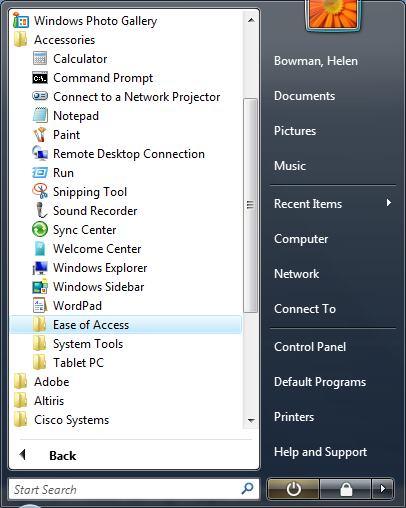 Windows Photo Gallery
Accessories
Calculator
Command Prompt
Connect to a Network Projector
Notepad
Paint
Remote Desktop Connection
Run
Snipping Tool
Sound Recorder
Sync Center
Welcome Center
Windows Explorer
Windows Sidebar
WordPad
Ease of Access
System Tools
Tablet PC
Adobe
Altiris
Cisco Systems
Back
Start Search
Bowman, Helen
Documents
Pictures
Music
Recent Items
Computer
Network
Connect To
Control Panel
Default Programs
Printers
Help and Support